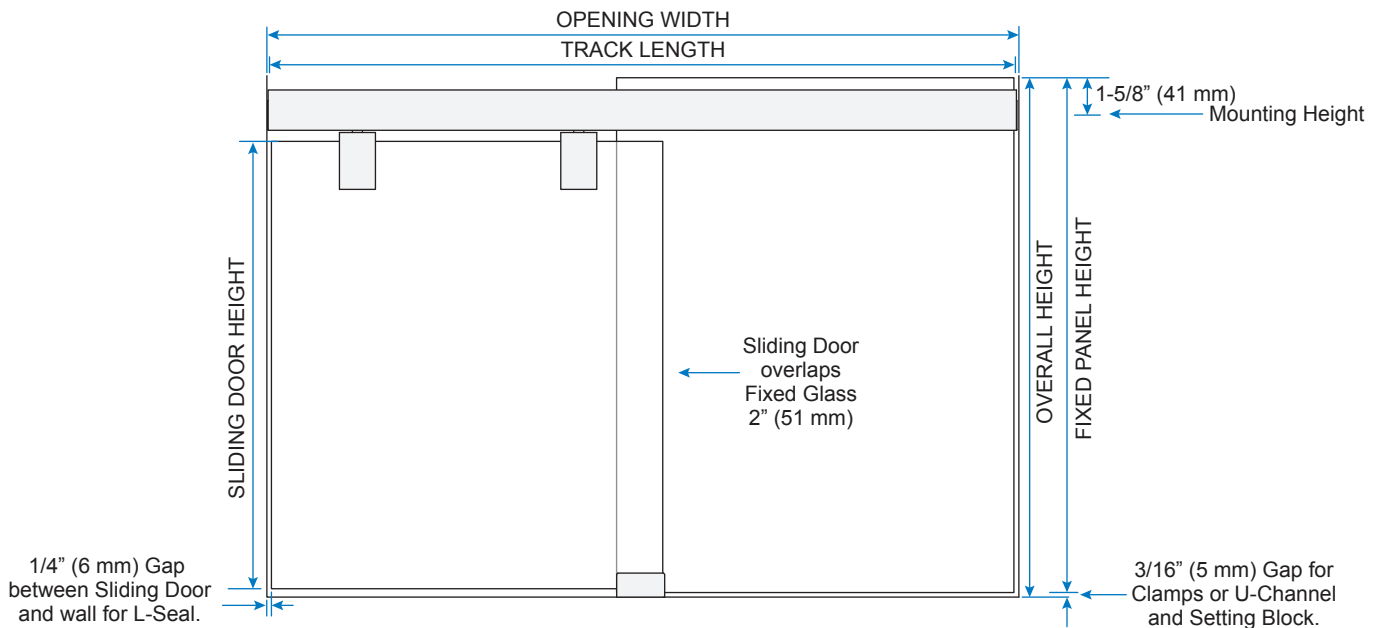 OPENING WIDTH
TRACK LENGTH
1-5/8” (41 mm)
Mounting Height
SLIDING DOOR HEIGHT
Sliding Door
overlaps
Fixed Glass
2” (51 mm)
OVERALL HEIGHT
FIXED PANEL HEIGHT
1/4” (6 mm) Gap
between Sliding Door
and wall for L-Seal.
3/16” (5 mm) Gap for
Clamps or U-Channel
and Setting Block.